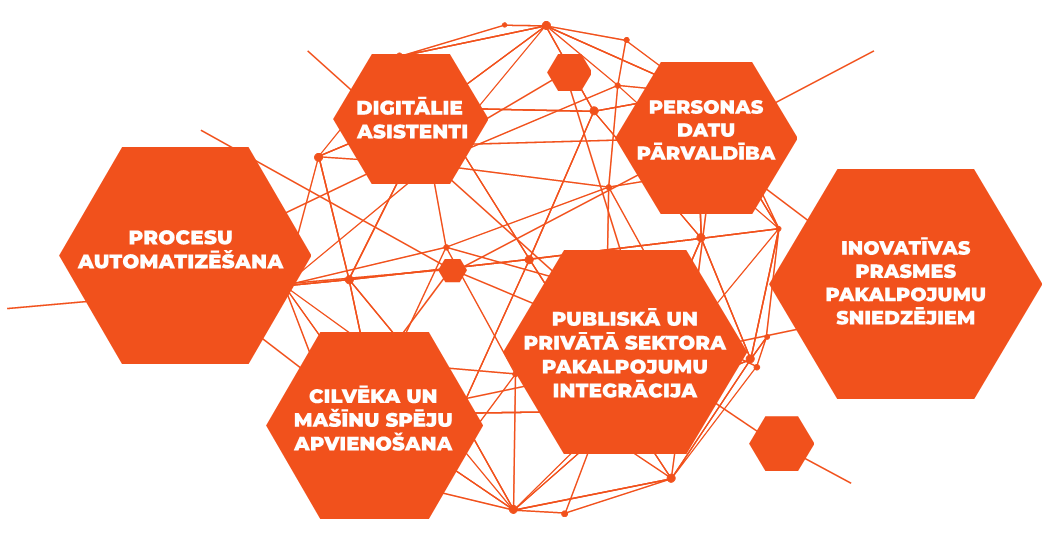 DIGITĀLIE
ASISTENTI
PERSONAS
DATU
PĀRVALDĪBA
PROCESU
AUTOMATIZĒŠANA
INOVATĪVAS
PRASMES
PAKALPOJUMU
SNIEDZĒJIEM
PUBLISKĀ UN
PRIVĀTĀ SEKTORA
PAKALPOJUMU
INTEGRĀCIJA
CILVĒKA UN
MAŠĪNU SPĒJU
APVIENOŠANA